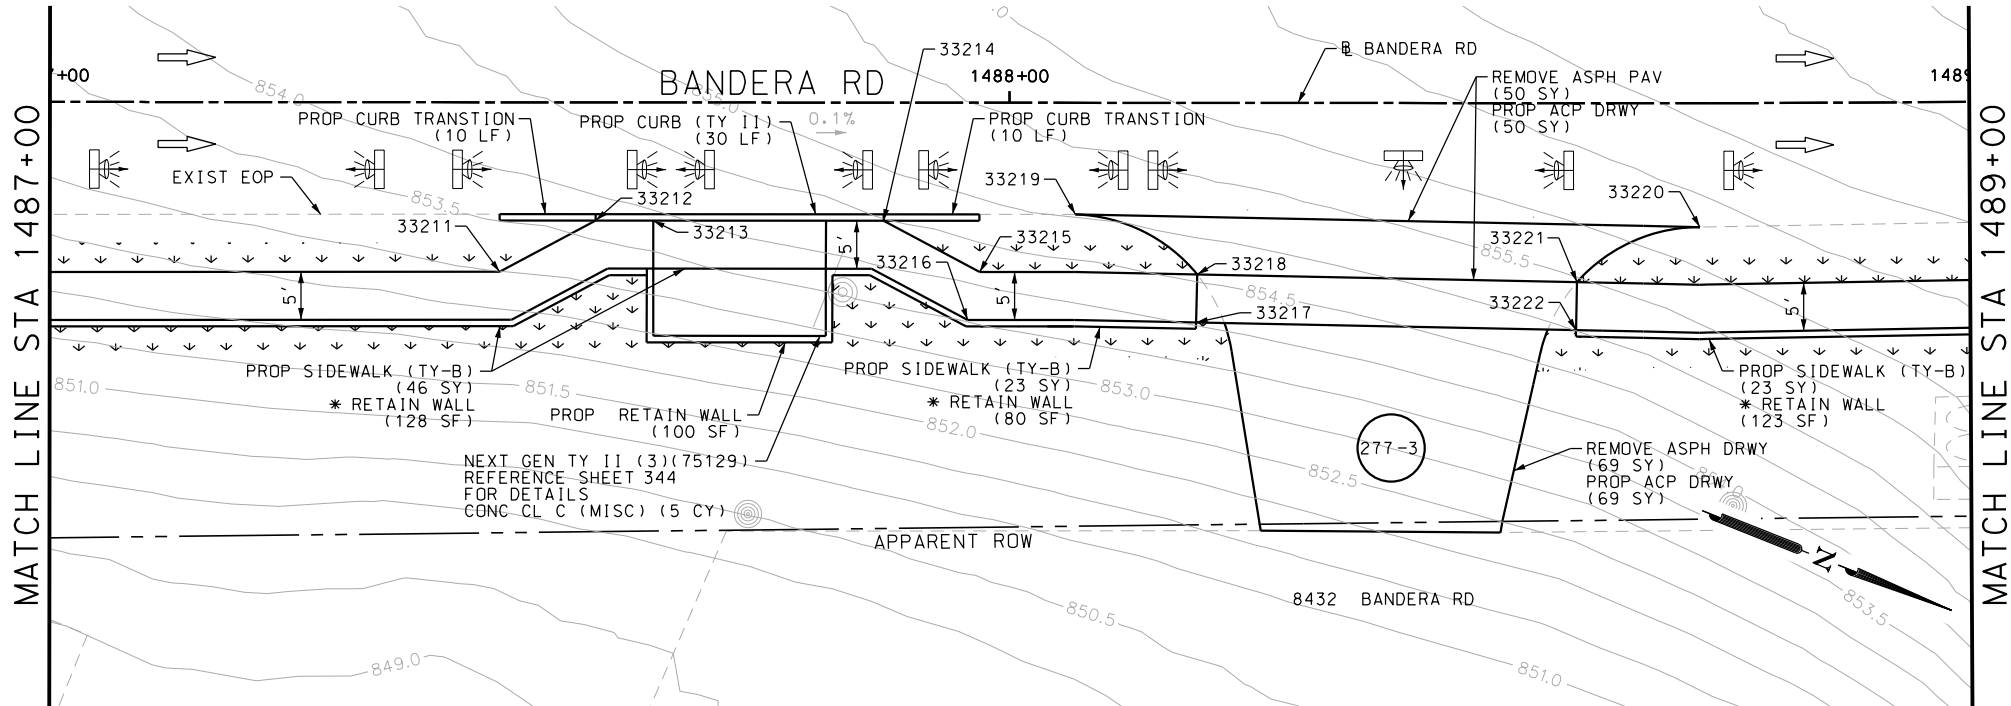 MATCH LINE STA 1487+00
+00
854.0
BANDERA RD
855.0
33214
1488+00
BANDERA RD
REMOVE ASPH PAV
(50 SY)
PROP ACP DRWY
(50 SY)
MATCH LINE STA 1489+00
PROP CURB TRANSTION
(10 LF)
PROP CURB (TY II)
(30 LF)
0.1%
PROP CURB TRANSTION
(10 LF)
EXIST EOP
853.5
33211
33212
33213
5'
33219
33220
33215
33216
33218
33221
855.5
854.5
5'
5'
33217
33222
5'
PROP SIDEWALK (TY-B)
(46 SY)
* RETAIN WALL
(128 SF)
851.0
851.5
PROP RETAIN WALL
(100 SF)
PROP SIDEWALK (TY-B)
(23 SY)
* RETAIN WALL
(80 SF)
853.0
852.0
PROP SIDEWALK (TY-B)
(23 SY)
* RETAIN WALL
(123 SF)
NEXT GEN TY II (3)(75129)
REFERENCE SHEET 344
FOR DETAILS
CONC CL C (MISC) (5 CY)
277-3
852.5
REMOVE ASPH DRWY
(69 SY)
PROP ACP DRWY
(69 SY)
APPARENT ROW
N
8432 BANDERA RD
853.5
850.5
849.0
851.0